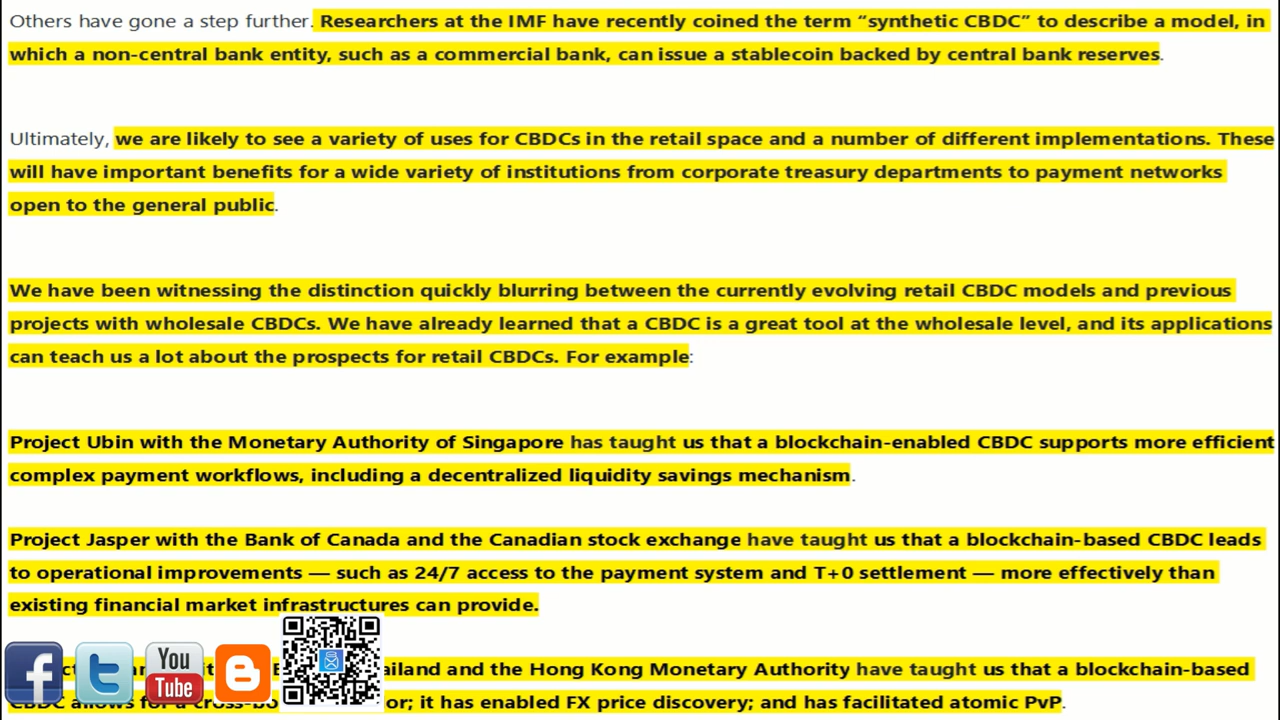 Others have gone a step further. Researchers at the IMF have recently coined the term “synthetic CBDC” to describe a model, in
which a non-central bank entity, such as a commercial bank, can issue a stablecoin backed by central bank reserves.
Ultimately, we are likely to see a variety of uses for CBDCs in the retail space and a number of different implementations. These
will have important benefits for a wide variety of institutions from corporate treasury departments to payment networks
open to the general public.
We have been witnessing the distinction quickly blurring between the currently evolving retail CBDC models and previous
projects with wholesale CBDCs. We have already learned that a CBDC is a great tool at the wholesale level, and its applications
can teach us a lot about the prospects for retail CBDCs. For example:
Project Ubin with the Monetary Authority of Singapore has taught us that a blockchain-enabled CBDC supports more efficient
complex payment workflows, including a decentralized liquidity savings mechanism.
Project Jasper with the Bank of Canada and the Canadian stock exchange have taught us that a blockchain-based CBDC leads
to operational improvements — such as 24/7 access to the payment system and T+0 settlement — more effectively than
existing financial market infrastructures can provide.
and the Hong Kong Monetary Authority have taught us that a blockchain-based
CBDC allows for a it has enabled FX price discovery; and has facilitated atomic PvP.
f
t
You
Tube
B